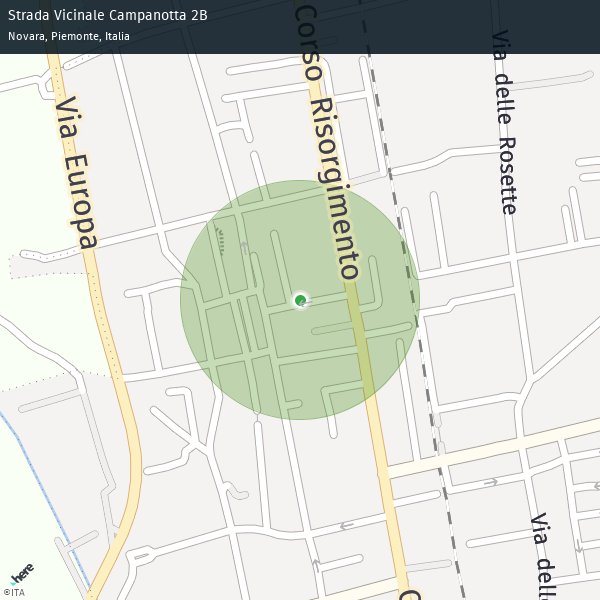 Strada Vicinale Campanotta 2B
Novara, Piemonte, Italia
Corso Risorgimento
Via delle Rosette
Via Europa
Via dell
C
here
©ITA